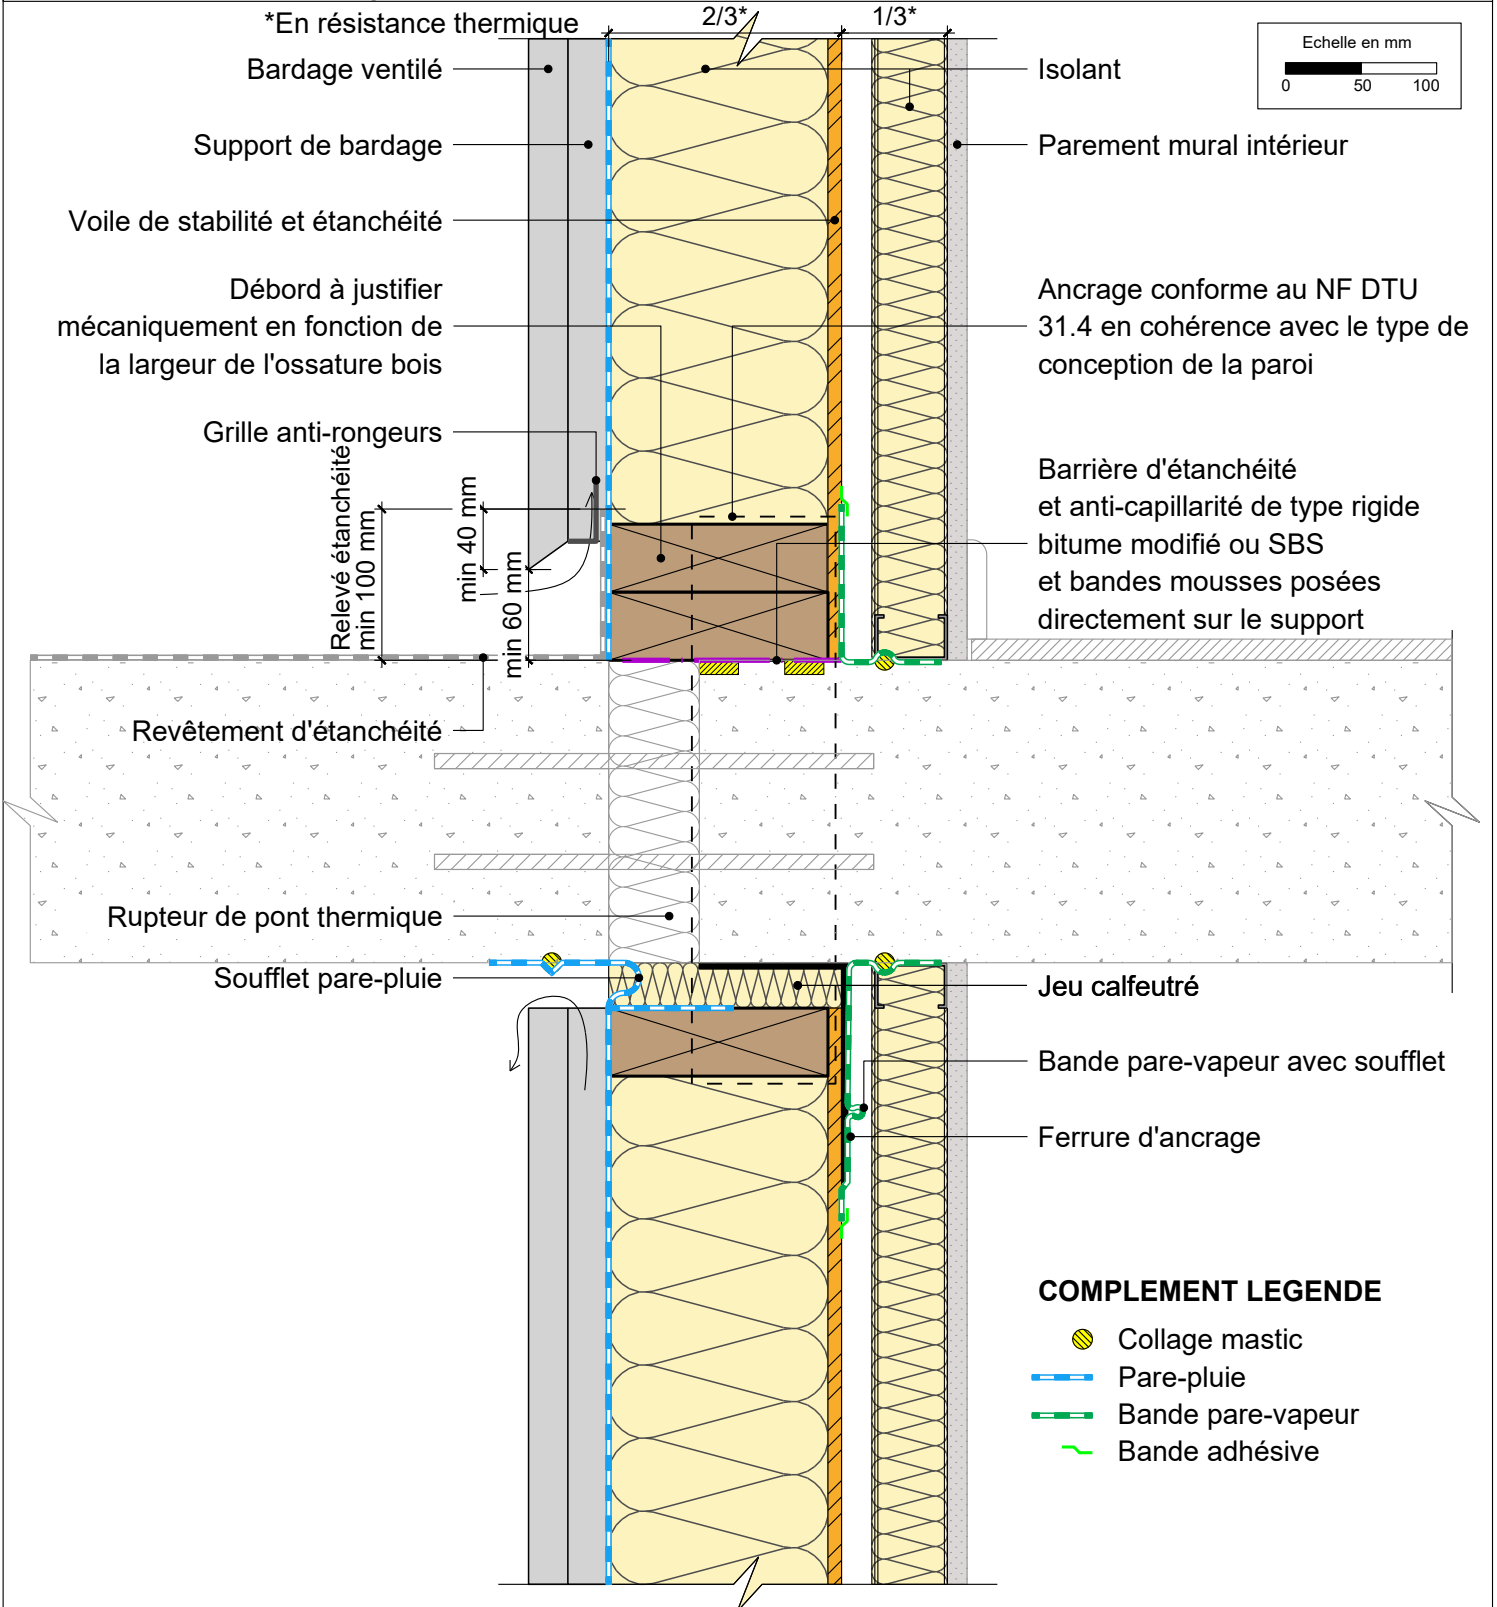 *En résistance thermique
2/3*
1/3*
Echelle en mm
0 50 100
Bardage ventilé
Isolant
Support de bardage
Parement mural intérieur
Voile de stabilité et étanchéité
Débord à justifier
mécaniquement en fonction de
la largeur de l'ossature bois
Ancrage conforme au NF DTU
31.4 en cohérence avec le type de
conception de la paroi
Grille anti-rongeurs
Relevé étanchéité
min 100 mm
min 40 mm
min 60 mm
Barrière d'étanchéité
et anti-capillarité de type rigide
bitume modifié ou SBS
et bandes mousses posées
directement sur le support
Revêtement d'étanchéité
Rupteur de pont thermique
Soufflet pare-pluie
Jeu calfeutré
Bande pare-vapeur avec soufflet
Ferrure d'ancrage
COMPLEMENT LEGENDE
Collage mastic
Pare-pluie
Bande pare-vapeur
Bande adhésive